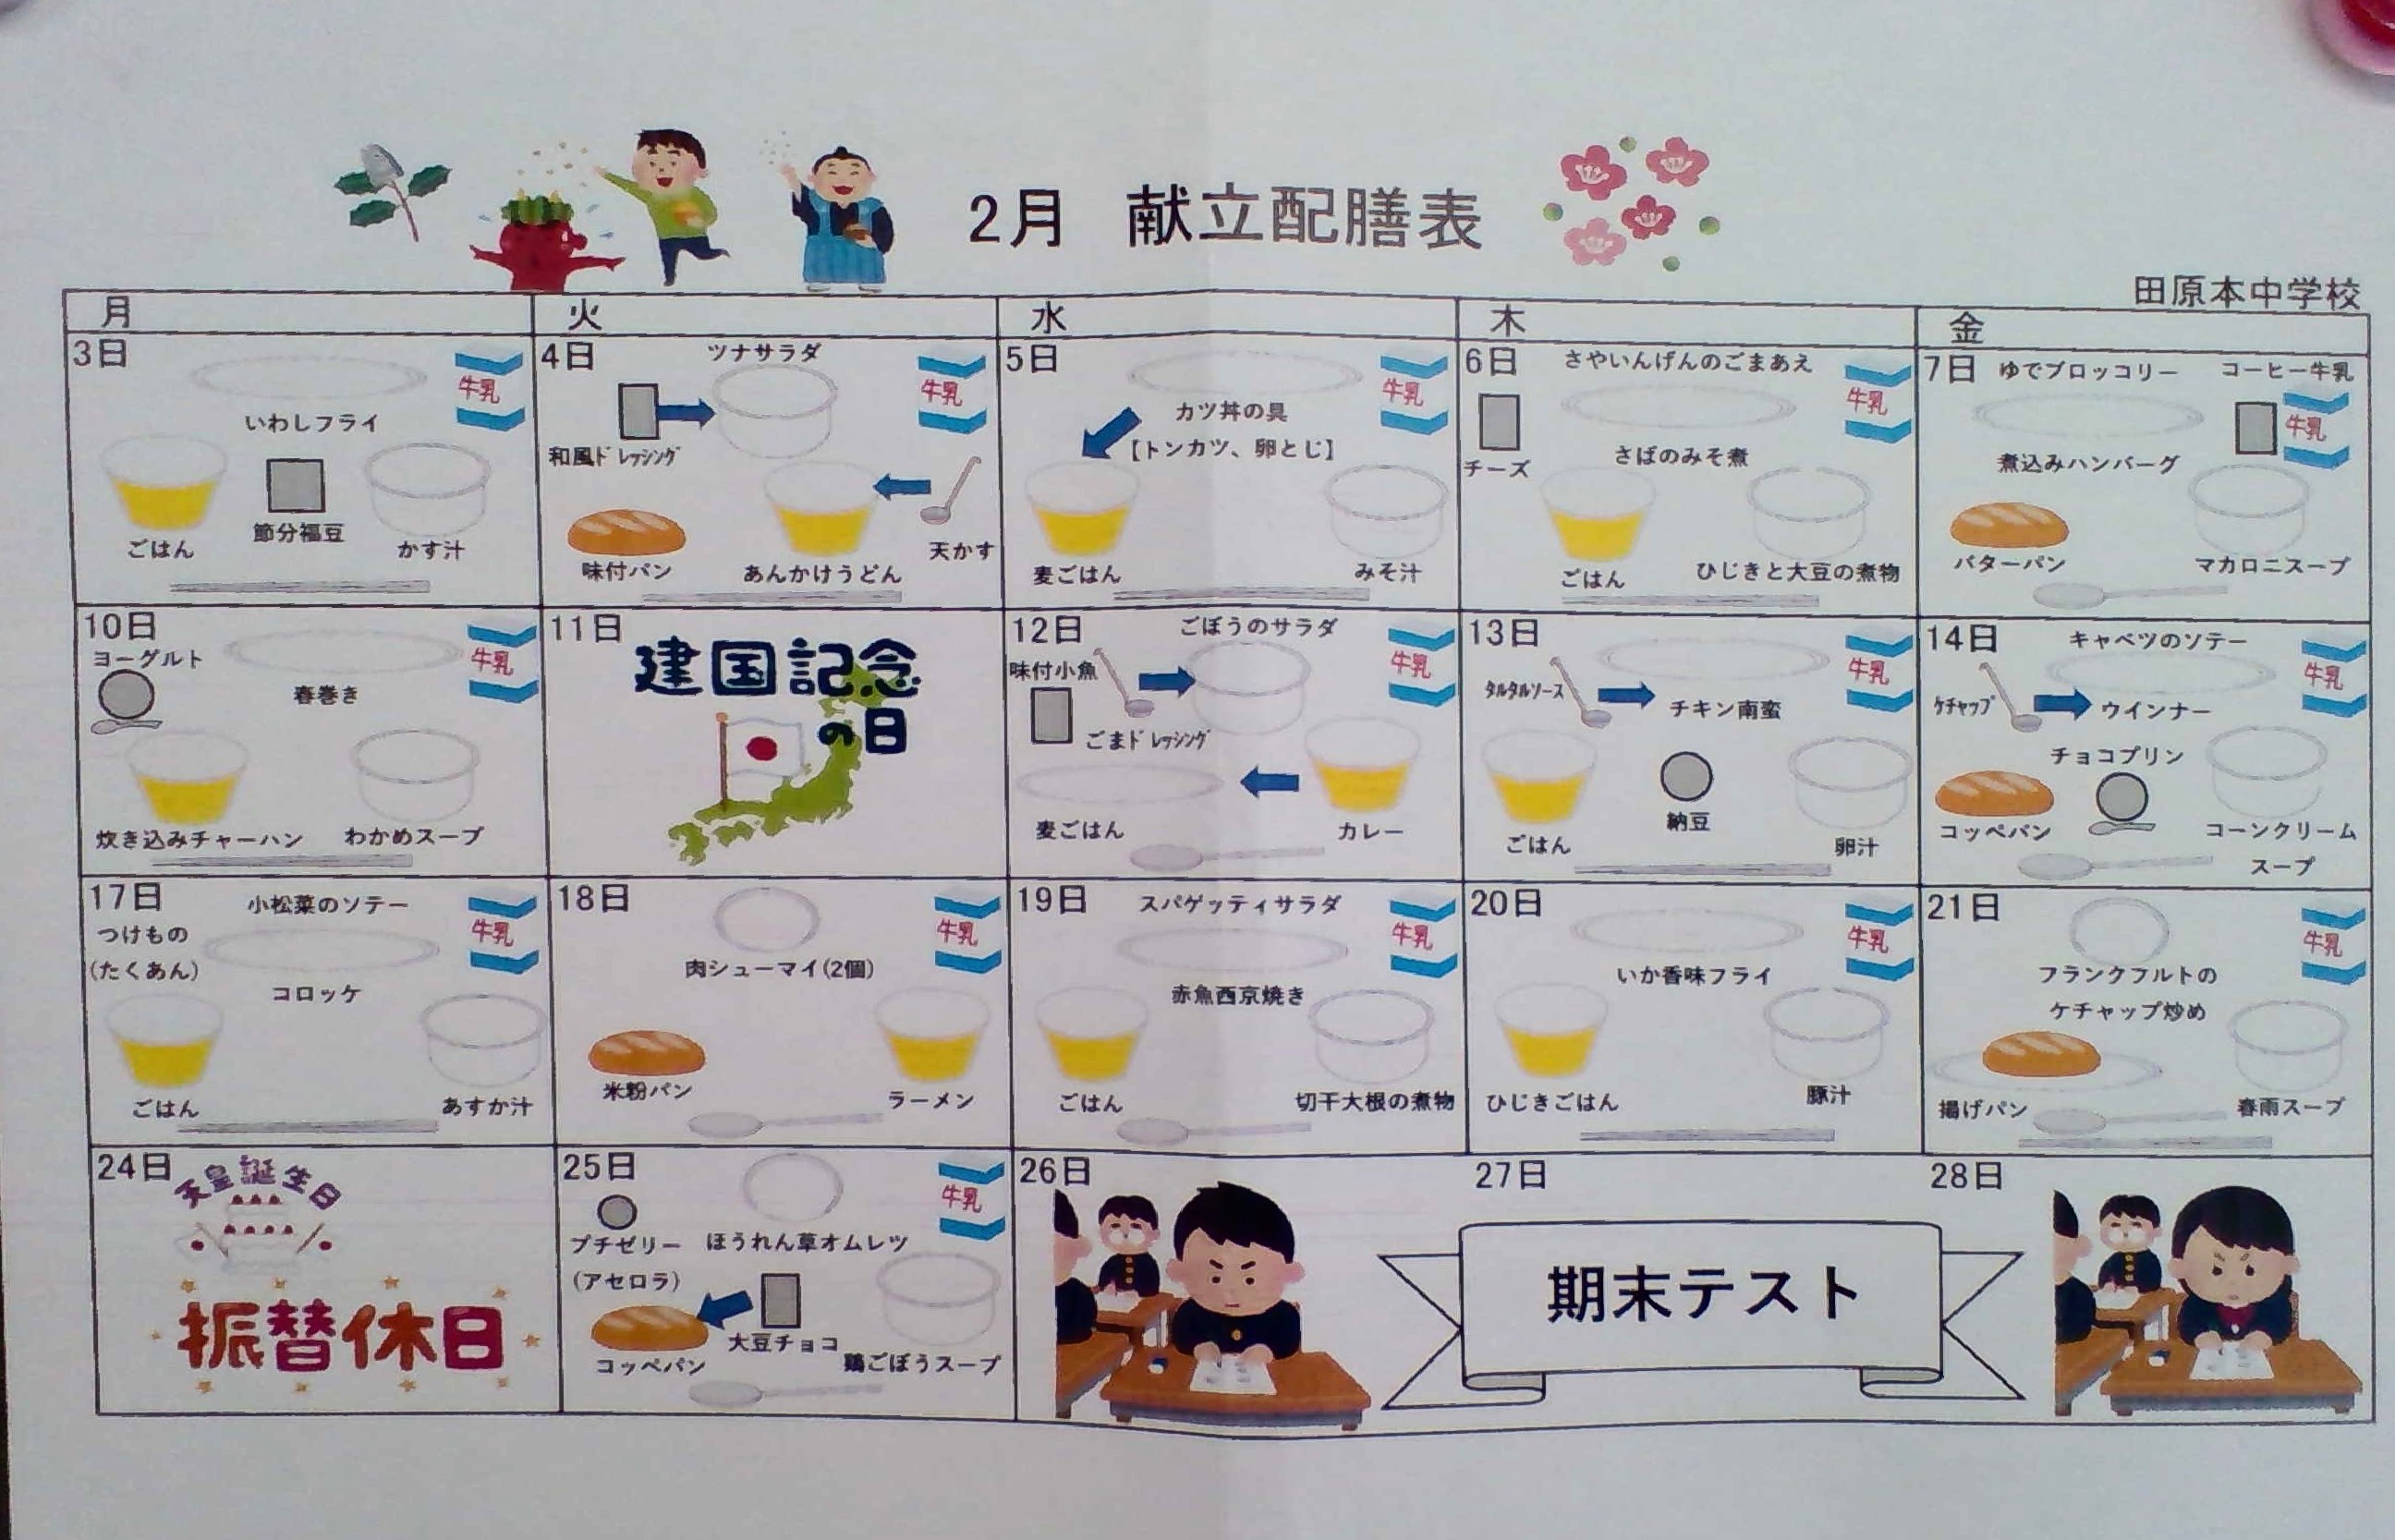 2月 献立配膳表
田原本中学校
月 火 水 木 金
3日
牛乳
いわしフライ
節分福豆
ごはん
かす汁
4日
ツナサラダ
牛乳
和風ドレッシング
天かす
味付パン
あんかけうどん
5日
牛乳
カツ丼の具
【トンカツ、卵とじ】
麦ごはん
みそ汁
6日
さやいんげんのごまあえ
牛乳
チーズ
さばのみそ煮
ごはん
ひじきと大豆の煮物
7日
ゆでブロッコリー
コーヒー牛乳
牛乳
煮込みハンバーグ
バターパン
マカロニスープ
10日
ヨーグルト
牛乳
春巻き
炊き込みチャーハン
わかめスープ
11日
建国記念
の日
12日
ごぼうのサラダ
牛乳
味付小魚
ごまドレッシング
麦ごはん
カレー
13日
牛乳
タルタルソース
チキン南蛮
納豆
ごはん
卵汁
14日
キャベツのソテー
牛乳
ケチャップ
ウインナー
チョコプリン
コッペパン
コーンクリーム
スープ
17日
小松菜のソテー
牛乳
つけもの
(たくあん)
コロッケ
ごはん
あすか汁
18日
牛乳
肉シューマイ(2個)
米粉パン
ラーメン
19日
スパゲッティサラダ
牛乳
赤魚西京焼き
ごはん
切干大根の煮物
20日
牛乳
いか香味フライ
ひじきごはん
豚汁
21日
牛乳
フランクフルトの
ケチャップ炒め
揚げパン
春雨スープ
24日
天皇誕生日
振替休日
25日
牛乳
プチゼリー
(アセロラ)
ほうれん草オムレツ
大豆チョコ
コッペパン
鶏ごぼうスープ
26日
27日
28日
期末テスト